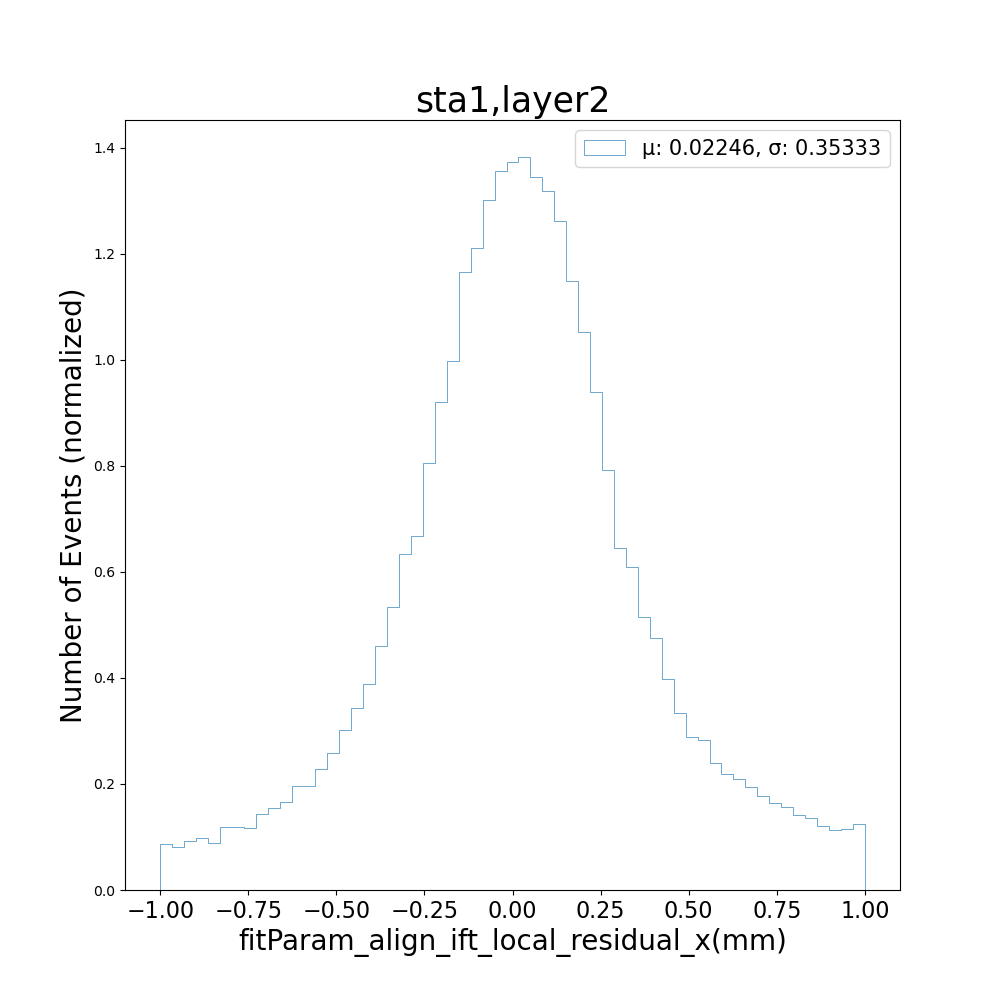 sta1,layer2
μ: 0.02246, σ: 0.35333
Number of Events (normalized)
1.4
1.2
1.0
0.8
0.6
0.4
0.2
0.0
−1.00 −0.75 −0.50 −0.25 0.00 0.25 0.50 0.75 1.00
fitParam_align_ift_local_residual_x(mm)